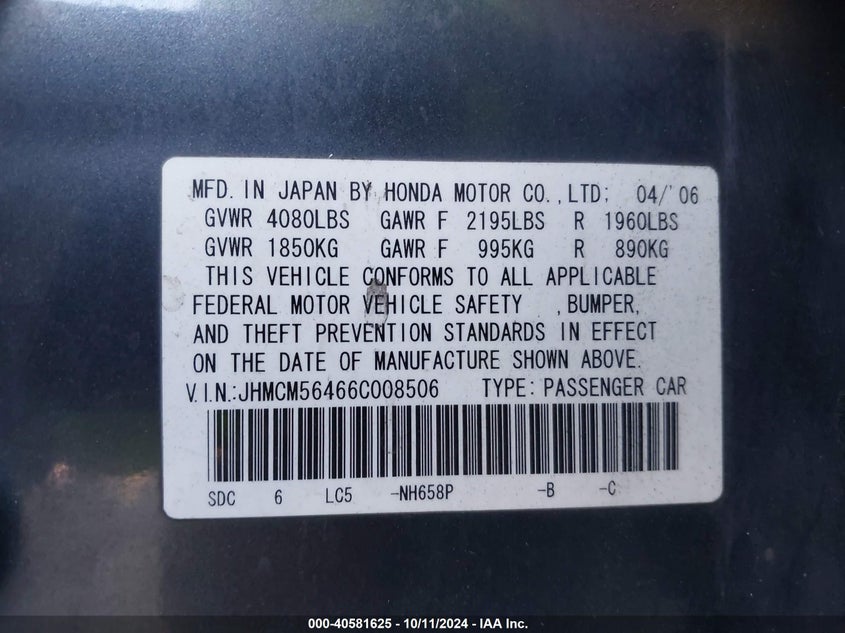 MFD. IN JAPAN BY HONDA MOTOR CO.,LTD; 04/'06
GVWR 4080LBS GAWR F 2195LBS R 1960LBS
GVWR 1850KG GAWR F 995KG R 890KG
THIS VEHICLE CONFORMS TO ALL APPLICABLE
FEDERAL MOTOR VEHICLE SAFETY ,BUMPER,
AND THEFT PREVENTION STANDARDS IN EFFECT
ON THE DATE OF MANUFACTURE SHOWN ABOVE.
V.I.N.:JHMCM56466C008506 TYPE:PASSENGER CAR
SDC 6 LC5 -NH658P -B -C
000-40581625 - 10/11/2024 - IAA Inc.